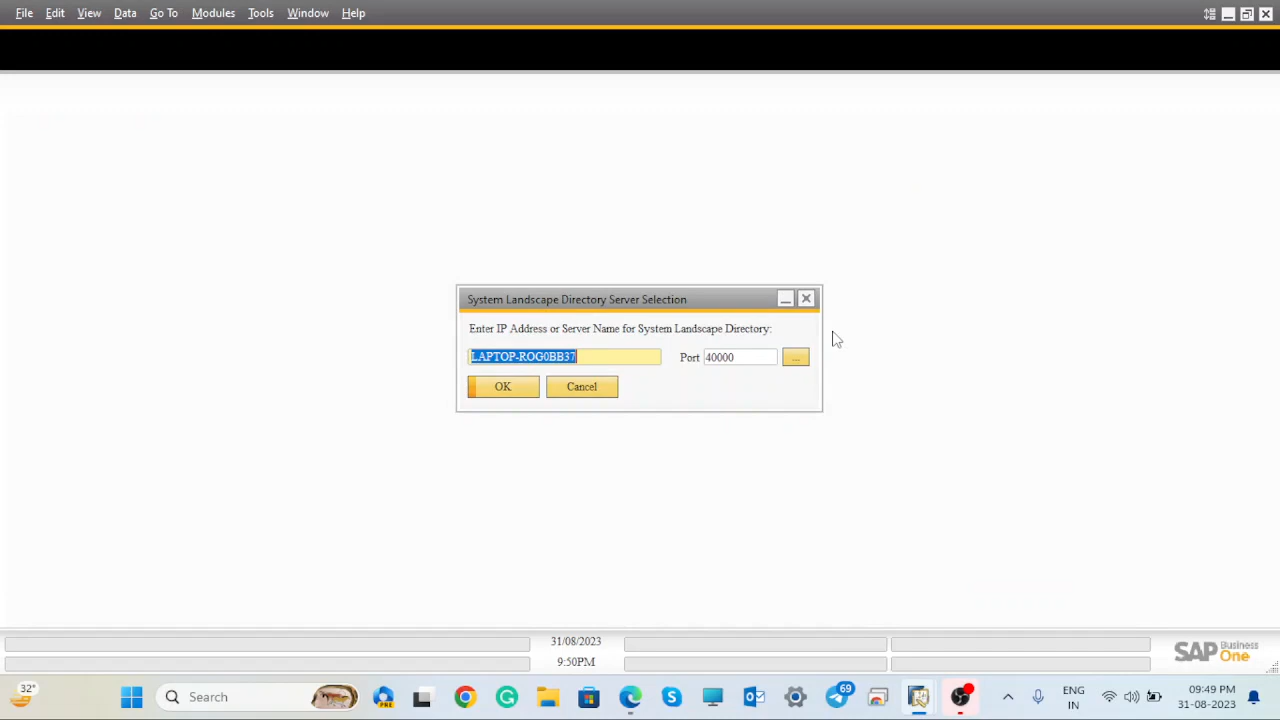 File Edit View Data Go To Modules Tools Window Help
System Landscape Directory Server Selection
Enter IP Address or Server Name for System Landscape Directory:
LAPTOP-ROG0BB37 Port 40000 ...
OK Cancel
31/08/2023
9:50PM
SAP Business One
32°
Search
PRE
69
ENG
IN
09:49 PM
31-08-2023